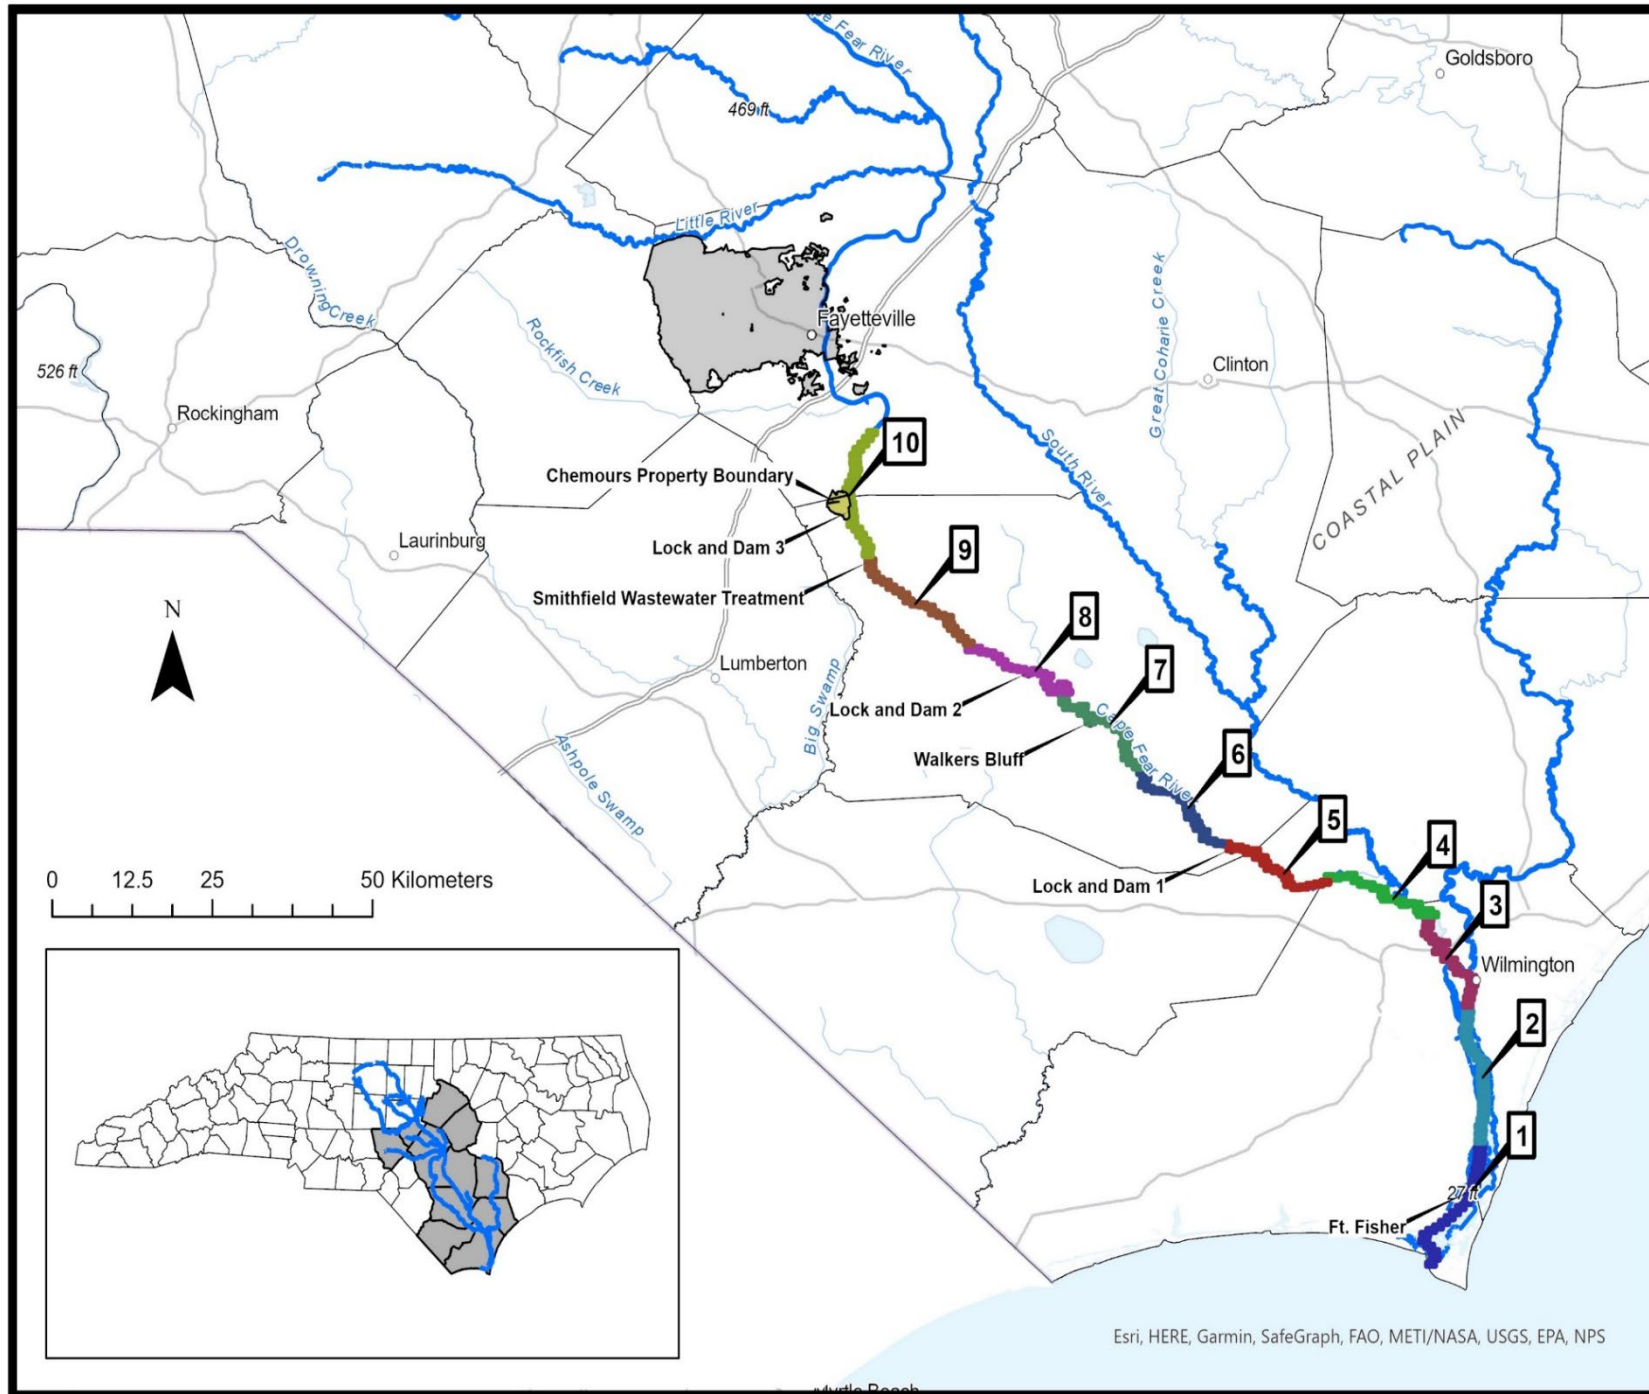 Fear River
Goldsboro
469 ft
Little River
Drowning Creek
Fayetteville
Great Coharie Creek
Rockfish Creek
Clinton
526 ft
Rockingham
South River
COASTAL PLAIN
10
Chemours Property Boundary
Laurinburg
Lock and Dam 3
9
Smithfield Wastewater Treatment
N
8
Lumberton
7
Big Swamp
Lock and Dam 2
Cape Fear River
Walkers Bluff
6
Ashpole Swamp
5
4
Lock and Dam 1
0 12.5 25 50 Kilometers
3
Wilmington
2
1
27 ft
Ft. Fisher
Esri, HERE, Garmin, SafeGraph, FAO, METI/NASA, USGS, EPA, NPS
Beach